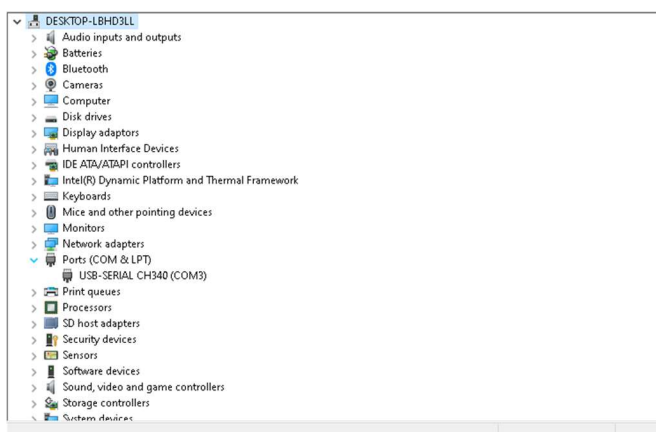 DESKTOP-LBHD3LL
Audio inputs and outputs
Batteries
Bluetooth
Cameras
Computer
Disk drives
Display adaptors
Human Interface Devices
IDE ATA/ATAPI controllers
Intel(R) Dynamic Platform and Thermal Framework
Keyboards
Mice and other pointing devices
Monitors
Network adapters
Ports (COM & LPT)
USB-SERIAL CH340 (COM3)
Print queues
Processors
SD host adapters
Security devices
Sensors
Software devices
Sound, video and game controllers
Storage controllers
System devices